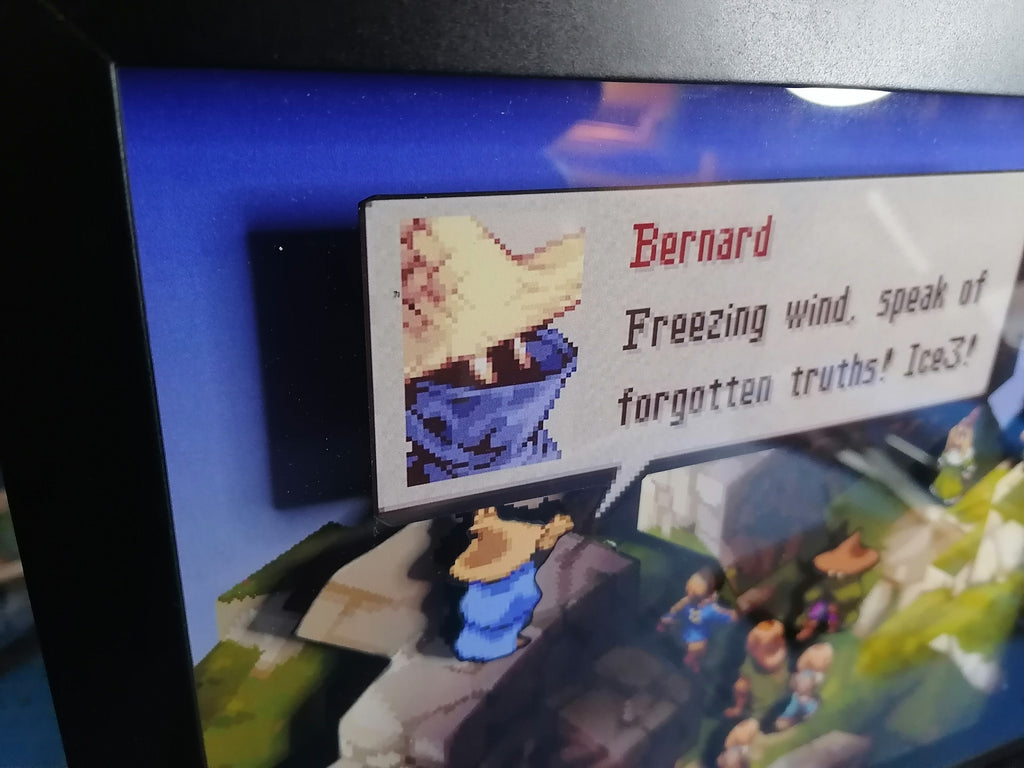 Bernard
Freezing wind, speak of
forgotten truths! Ice3!